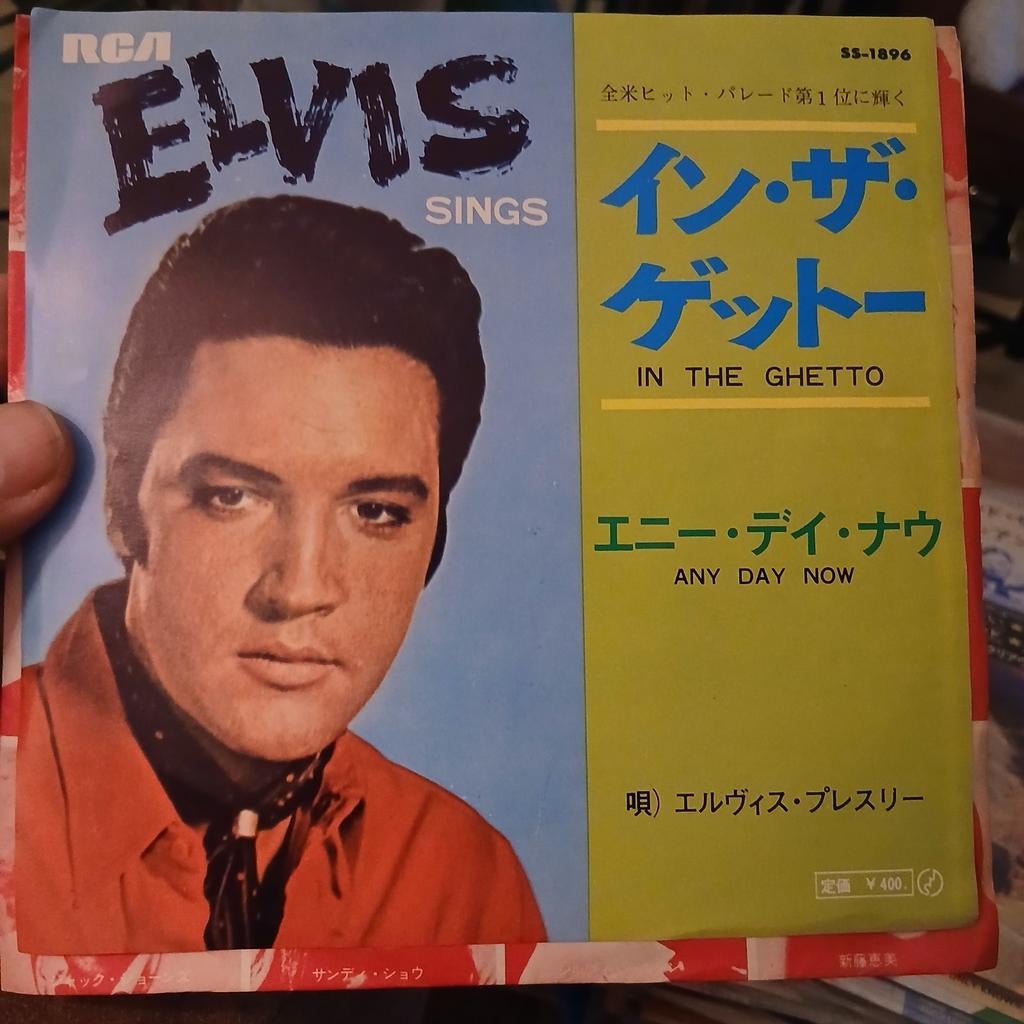 RCA
ELVIS
SINGS
SS-1896
全米ヒット・パレード第1位に輝く
イン・ザ・
ゲットー
IN THE GHETTO
エニー・デイ・ナウ
ANY DAY NOW
唄) エルヴィス・プレスリー
定価 ¥400.
サンディ・ショウ
新藤恵美